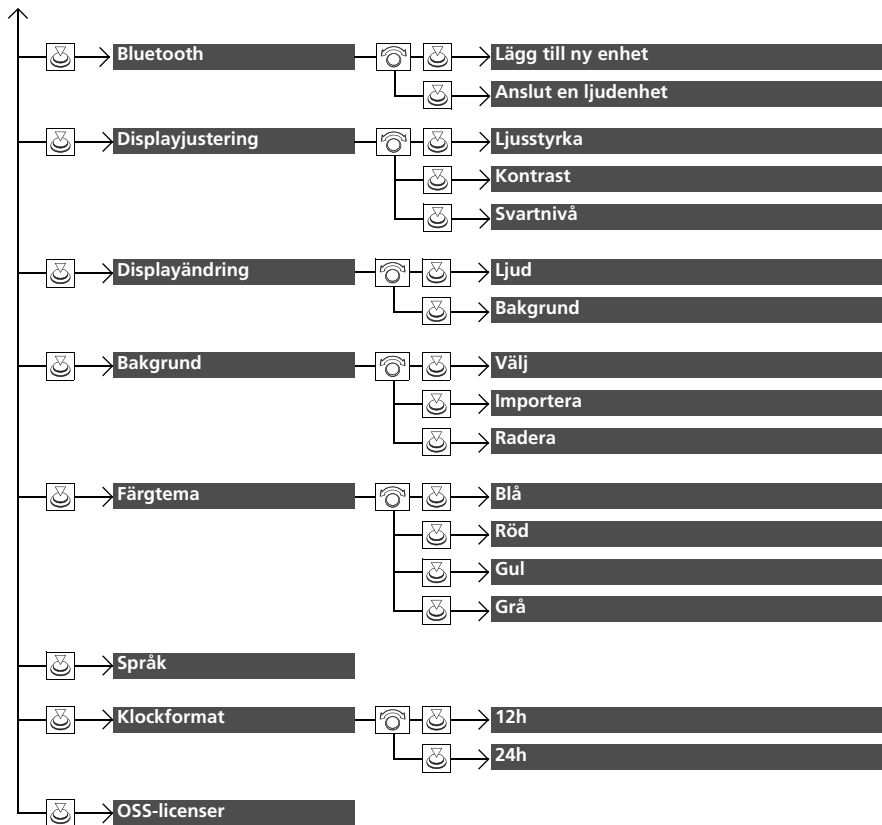 Bluetooth
Lägg till ny enhet
Anslut en ljudenhet
Displayjustering
Ljusstyrka
Kontrast
Svartnivå
Displayändring
Ljud
Bakgrund
Bakgrund
Välj
Importera
Radera
Färgtema
Blå
Röd
Gul
Grå
Språk
Klockformat
12h
24h
OSS-licenser